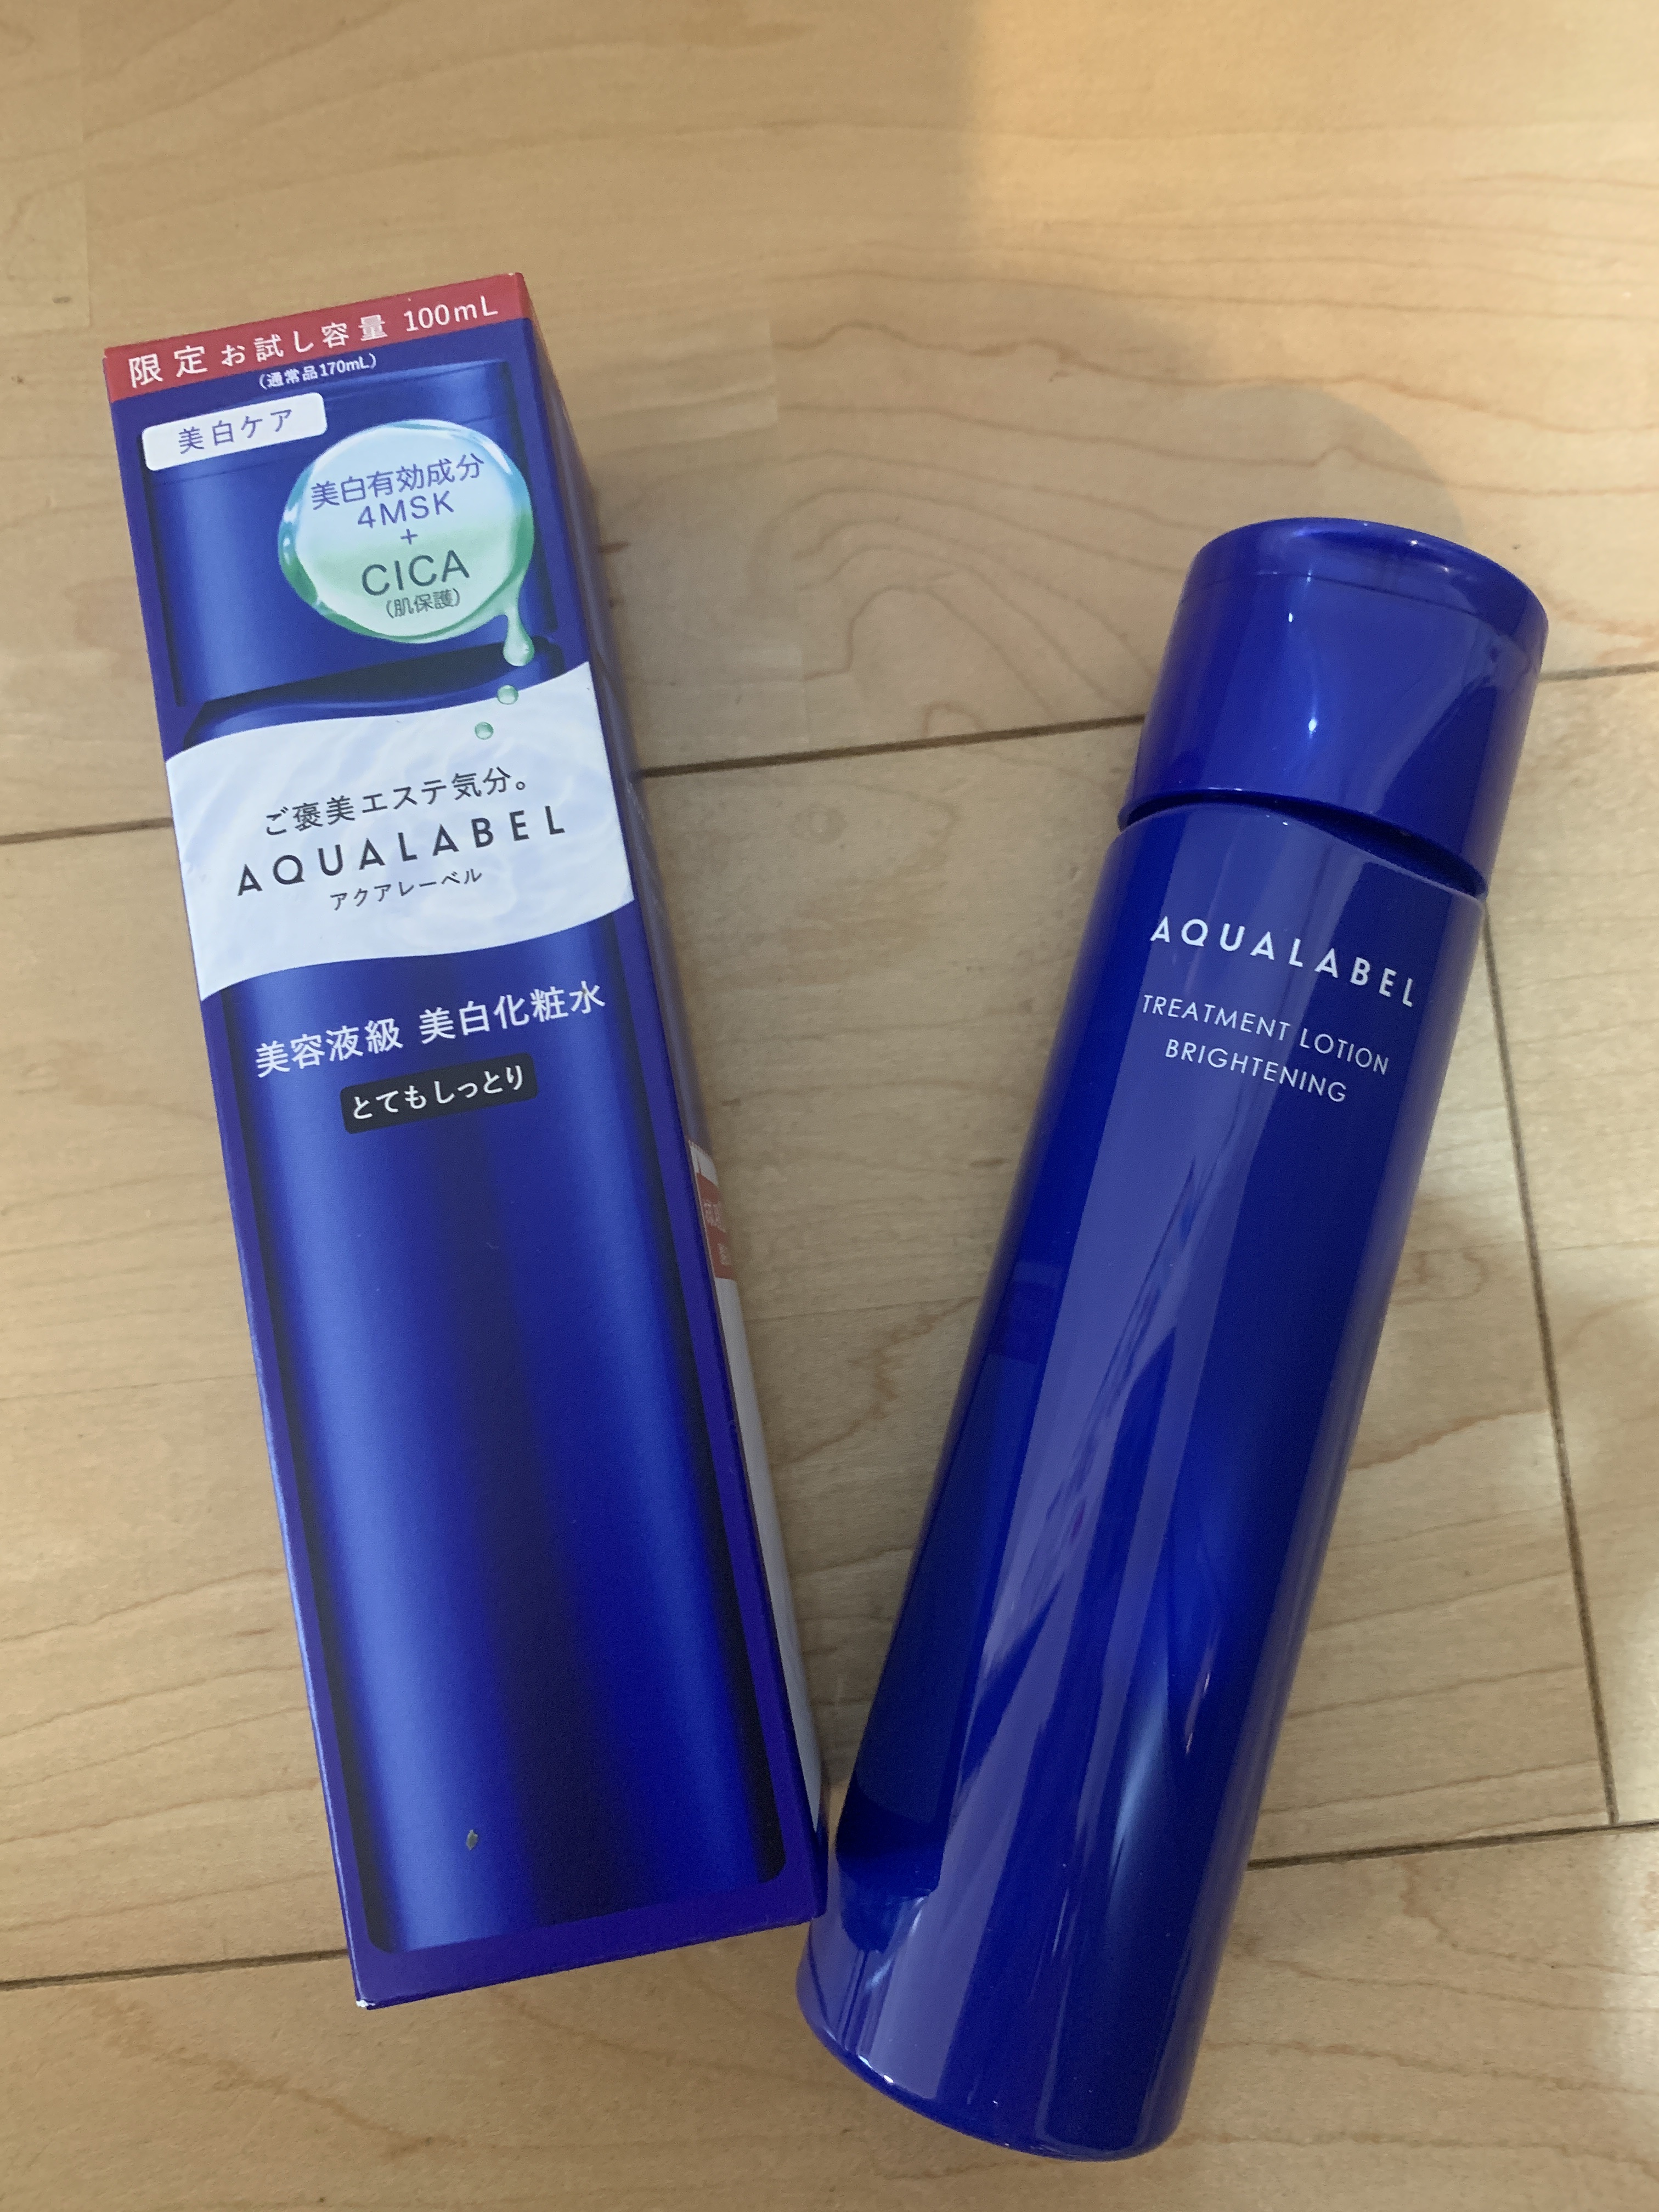 限定 お試し容量 100mL
(通常品170mL)
美白ケア
美白有効成分
4MSK
+
CICA
(肌保護)
ご褒美エステ気分。
AQUALABEL
アクアレーベル
美容液級 美白化粧水
とてもしっとり
AQUALABEL
TREATMENT LOTION
BRIGHTENING